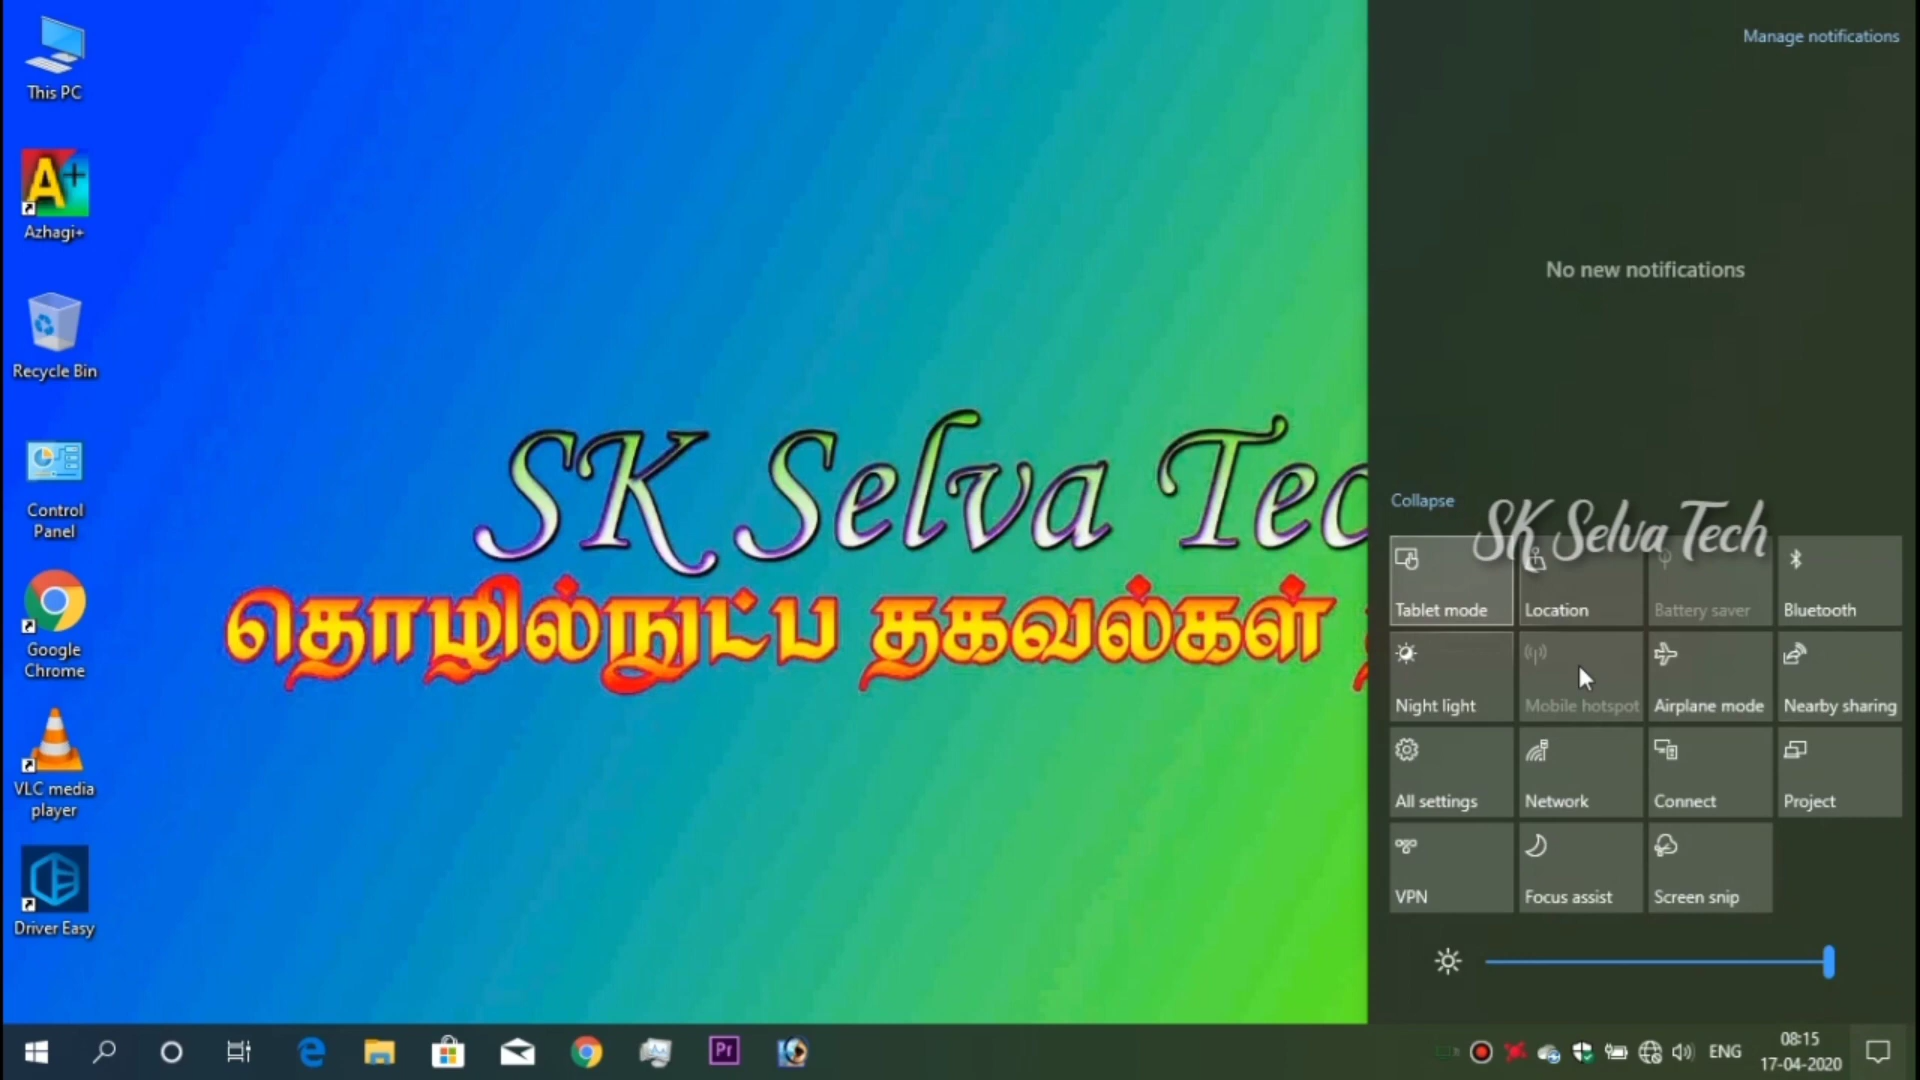 This PC
Azhagi+
Recycle Bin
Control
Panel
Google
Chrome
VLC media
player
Driver Easy
SK Selva Tec
தொழில்நுட்ப தகவல்கள்
Manage notifications
No new notifications
Collapse
SK Selva Tech
Tablet mode
Location
Battery saver
Bluetooth
Night light
Mobile hotspot
Airplane mode
Nearby sharing
All settings
Network
Connect
Project
VPN
Focus assist
Screen snip
Pr
ENG
08:15
17-04-2020